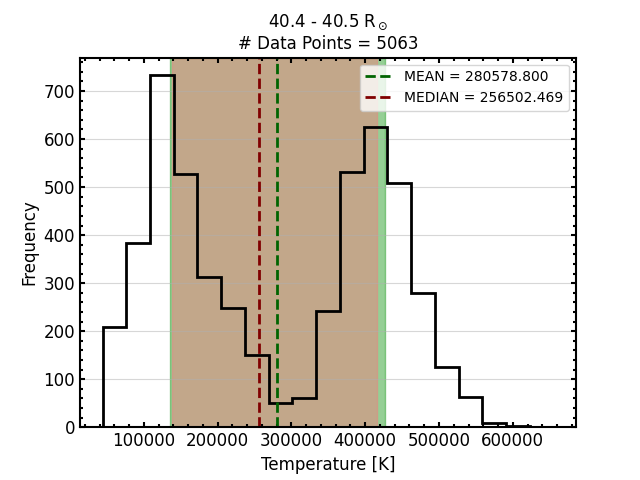 40.4 - 40.5 R⊙
# Data Points = 5063
MEAN = 280578.800
MEDIAN = 256502.469
Frequency
700
600
500
400
300
200
100
0
100000 200000 300000 400000 500000 600000
Temperature [K]